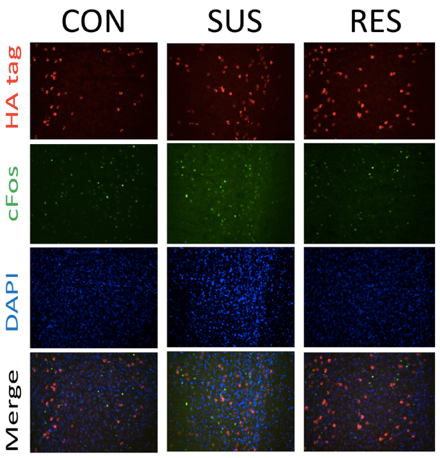 CON SUS RES
HA tag
cFos
DAPI
Merge